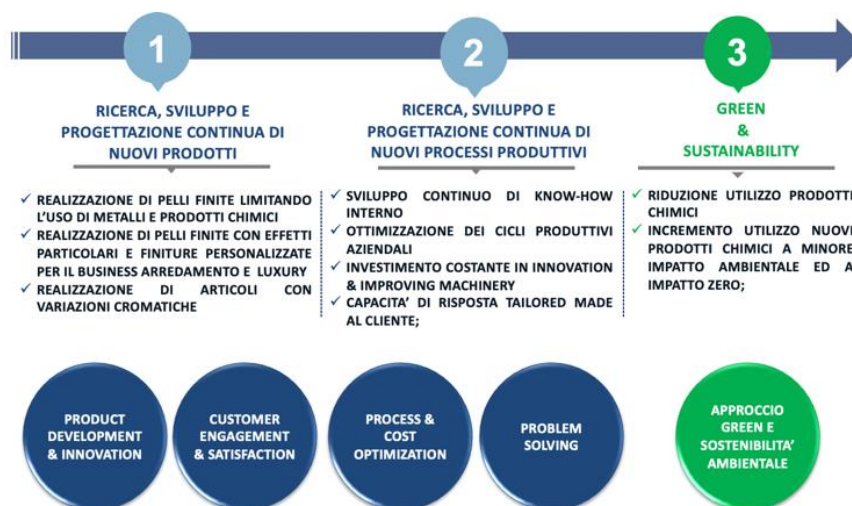 1
RICERCA, SVILUPPO E
PROGETTAZIONE CONTINUA DI
NUOVI PRODOTTI
✓ REALIZZAZIONE DI PELLI FINITE LIMITANDO
L'USO DI METALLI E PRODOTTI CHIMICI
✓ REALIZZAZIONE DI PELLI FINITE CON EFFETTI
PARTICOLARI E FINITURE PERSONALIZZATE
PER IL BUSINESS ARREDAMENTO E LUXURY
✓ REALIZZAZIONE DI ARTICOLI CON
VARIAZIONI CROMATICHE
2
RICERCA, SVILUPPO E
PROGETTAZIONE CONTINUA DI
NUOVI PROCESSI PRODUTTIVI
✓ SVILUPPO CONTINUO DI KNOW-HOW
INTERNO
✓ OTTIMIZZAZIONE DEI CICLI PRODUTTIVI
AZIENDALI
✓ INVESTIMENTO COSTANTE IN INNOVATION
& IMPROVING MACHINERY
✓ CAPACITA' DI RISPOSTA TAILORED MADE
AL CLIENTE;
3
GREEN
&
SUSTAINABILITY
✓ RIDUZIONE UTILIZZO PRODOTTI
CHIMICI
✓ INCREMENTO UTILIZZO NUOVI
PRODOTTI CHIMICI A MINORE
IMPATTO AMBIENTALE ED A
IMPATTO ZERO;
PRODUCT
DEVELOPMENT
& INNOVATION
CUSTOMER
ENGAGEMENT
& SATISFACTION
PROCESS &
COST
OPTIMIZATION
PROBLEM
SOLVING
APPROCCIO
GREEN E
SOSTENIBILITA'
AMBIENTALE